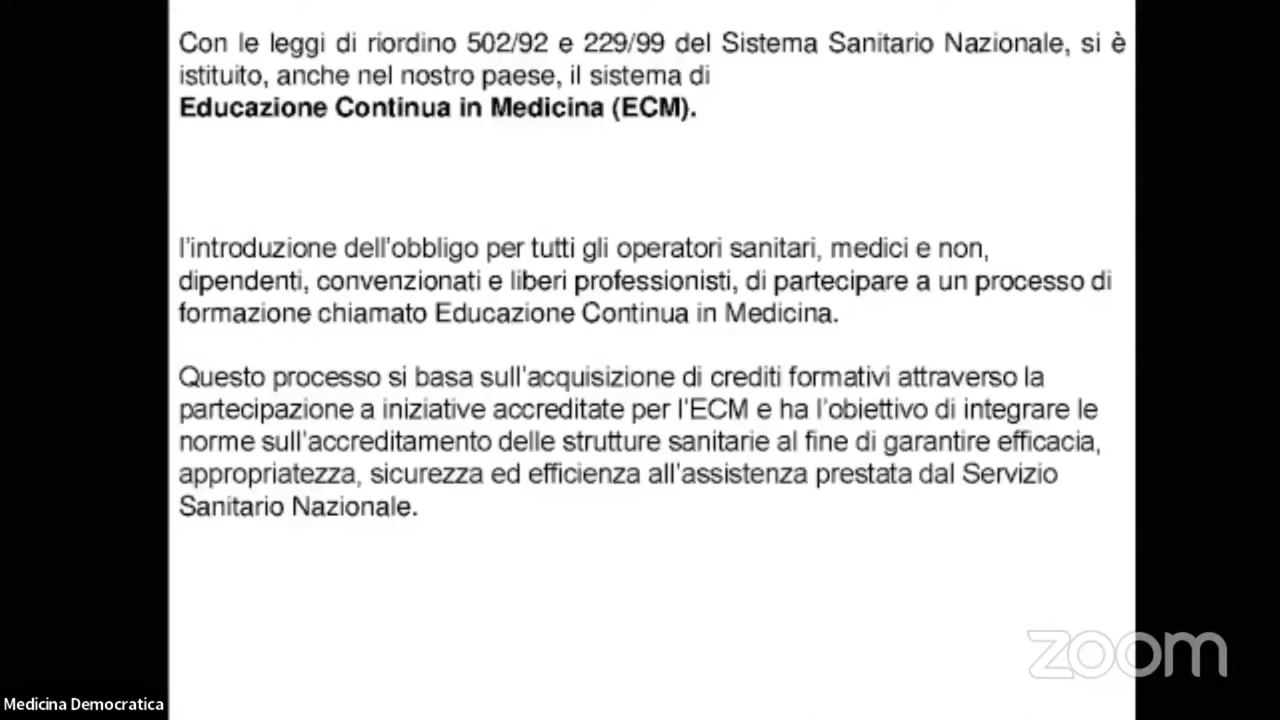 Con le leggi di riordino 502/92 e 229/99 del Sistema Sanitario Nazionale, si è
istituito, anche nel nostro paese, il sistema di
Educazione Continua in Medicina (ECM).
l'introduzione dell'obbligo per tutti gli operatori sanitari, medici e non,
dipendenti, convenzionati e liberi professionisti, di partecipare a un processo di
formazione chiamato Educazione Continua in Medicina.
Questo processo si basa sull'acquisizione di crediti formativi attraverso la
partecipazione a iniziative accreditate per l'ECM e ha l'obiettivo di integrare le
norme sull'accreditamento delle strutture sanitarie al fine di garantire efficacia,
appropriatezza, sicurezza ed efficienza all'assistenza prestata dal Servizio
Sanitario Nazionale.
zoom
Medicina Democratica